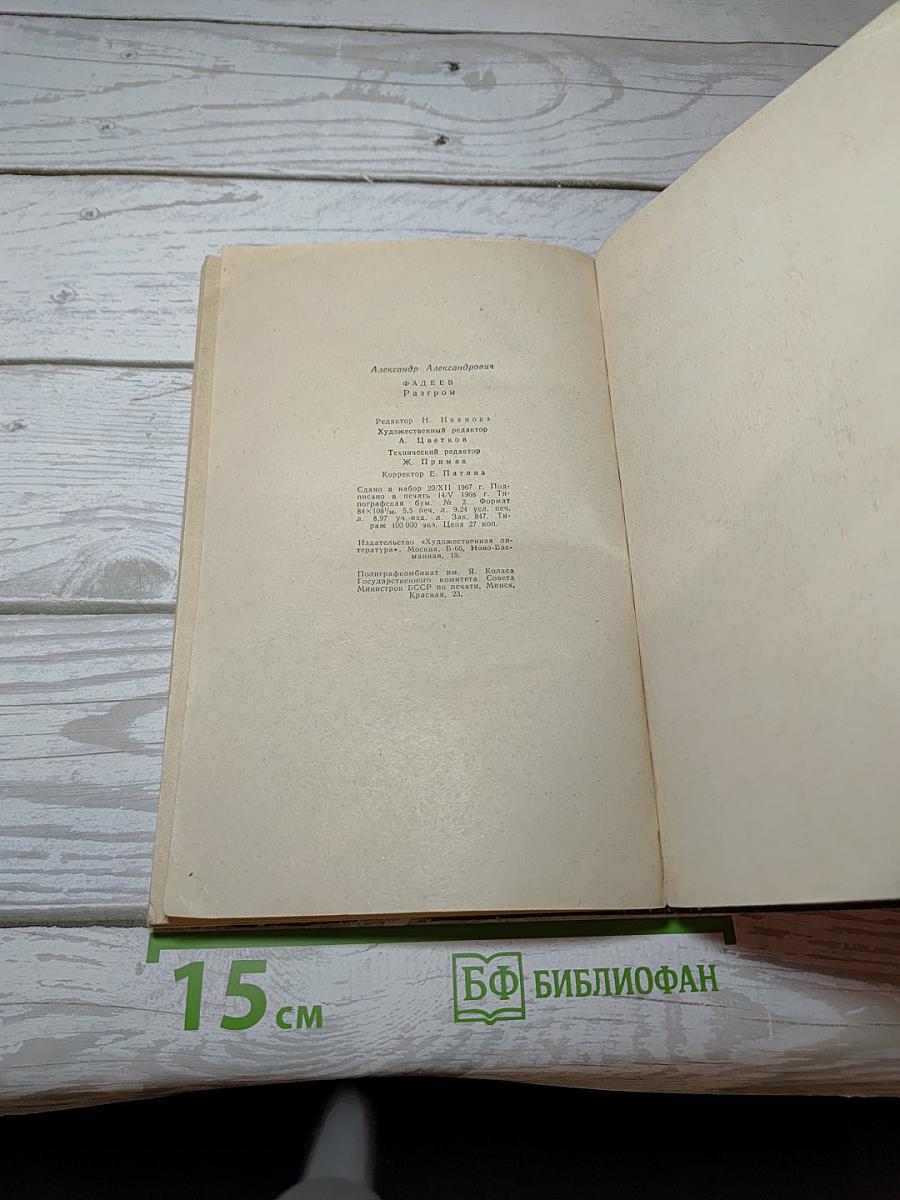 Александр Александрович
ФАДЕЕВ
Разгром
Редактор Н. Иванова
Художественный редактор
А. Цветков
Технический редактор
Ж. Примак
Корректор Е. Патина
Сдано в набор 20/XII 1967 г. Под-
писано в печать 14/V 1968 г. Ти-
пографская бум. № 2. Формат
84×108¹/₃₂. 5,5 печ. л. 9,24 усл. печ.
л. 8,97 уч.-изд. л. Зак. 847. Ти-
раж 100 000 экз. Цена 27 коп.
Издательство «Художественная ли-
тература». Москва, Б-66, Ново-Бас-
манная, 19.
Полиграфкомбинат им. Я. Коласа
Государственного комитета Совета
Министров БССР по печати, Минск,
Красная, 23.
15 см
БФ БИБЛИОФАН